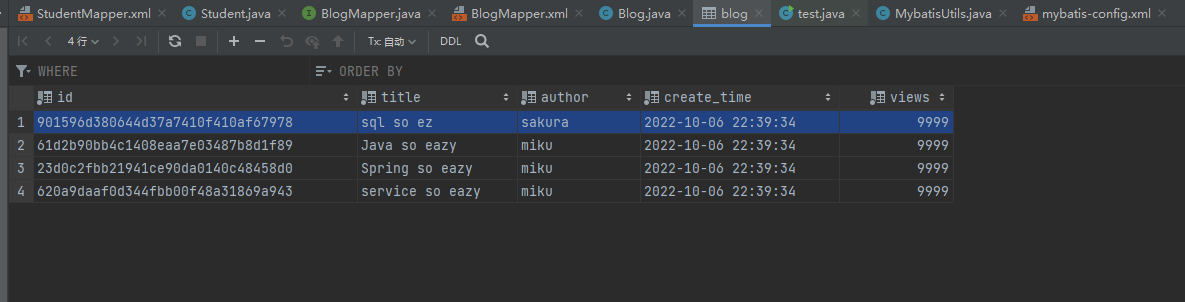 StudentMapper.xml Student.java BlogMapper.java BlogMapper.xml Blog.java blog test.java MybatisUtils.java mybatis-config.xml
4 行 Tx: 自动 DDL
WHERE ORDER BY
id title author create_time views
1 901596d380644d37a7410f410af67978 sql so ez sakura 2022-10-06 22:39:34 9999
2 61d2b90bb4c1408eaa7e03487b8d1f89 Java so eazy miku 2022-10-06 22:39:34 9999
3 23d0c2fbb21941ce90da0140c48458d0 Spring so eazy miku 2022-10-06 22:39:34 9999
4 620a9daaf0d344fbb00f48a31869a943 service so eazy miku 2022-10-06 22:39:34 9999